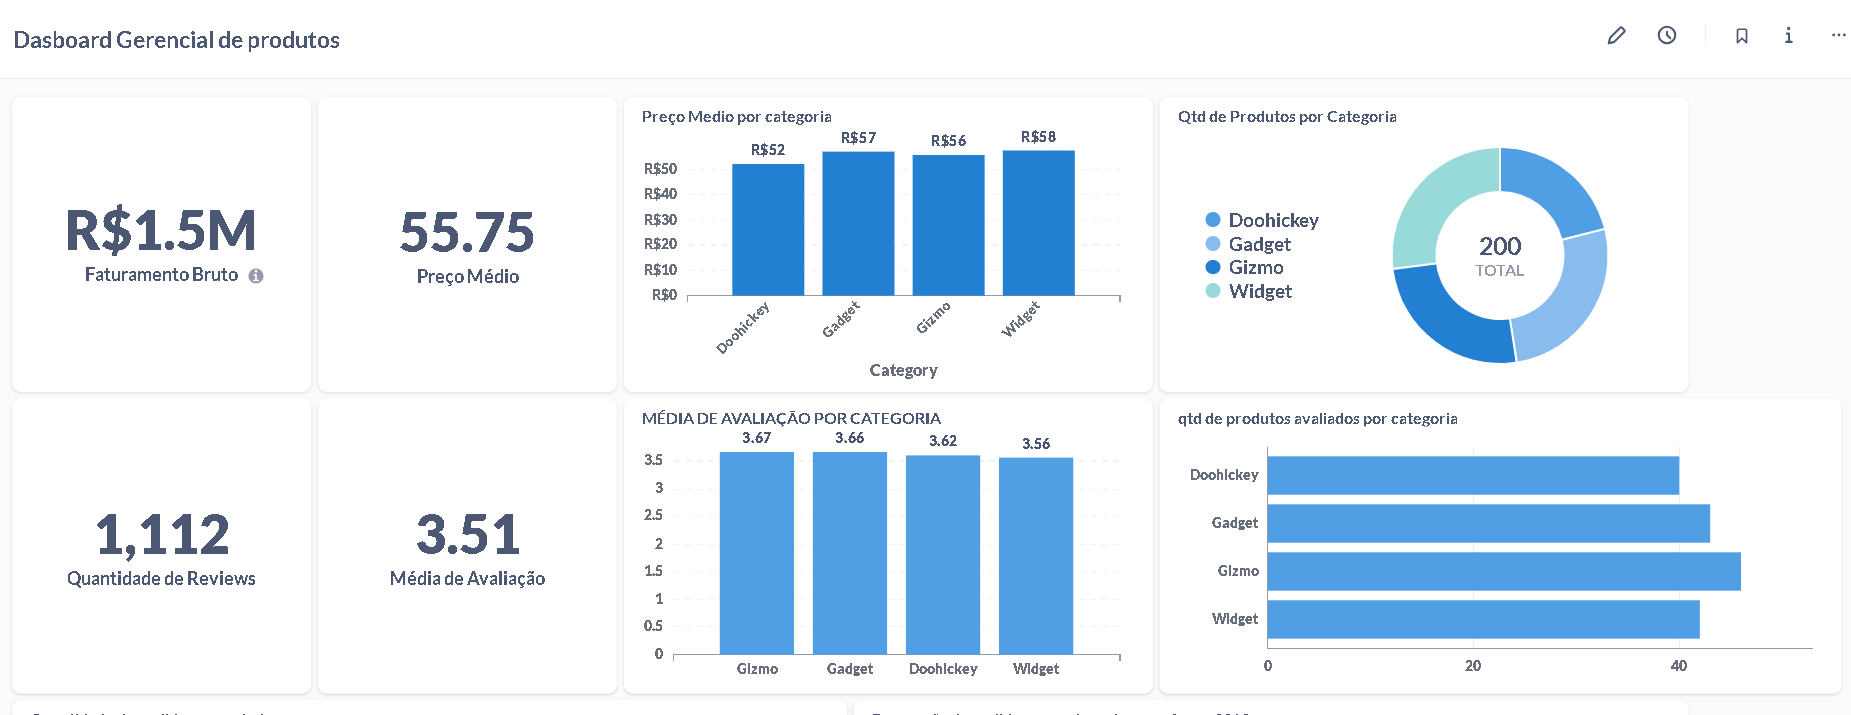 Dasboard Gerencial de produtos
R$1.5M
Faturamento Bruto
55.75
Preço Médio
Preço Medio por categoria
R$52
R$57
R$56
R$58
R$50
R$40
R$30
R$20
R$10
R$0
Doohickey
Gadget
Gizmo
Widget
Category
Qtd de Produtos por Categoria
Doohickey
Gadget
Gizmo
Widget
200
TOTAL
1,112
Quantidade de Reviews
3.51
Média de Avaliação
MÉDIA DE AVALIAÇÃO POR CATEGORIA
3.67
3.66
3.62
3.56
3.5
3
2.5
2
1.5
1
0.5
0
Gizmo
Gadget
Doohickey
Widget
qtd de produtos avaliados por categoria
Doohickey
Gadget
Gizmo
Widget
0
20
40